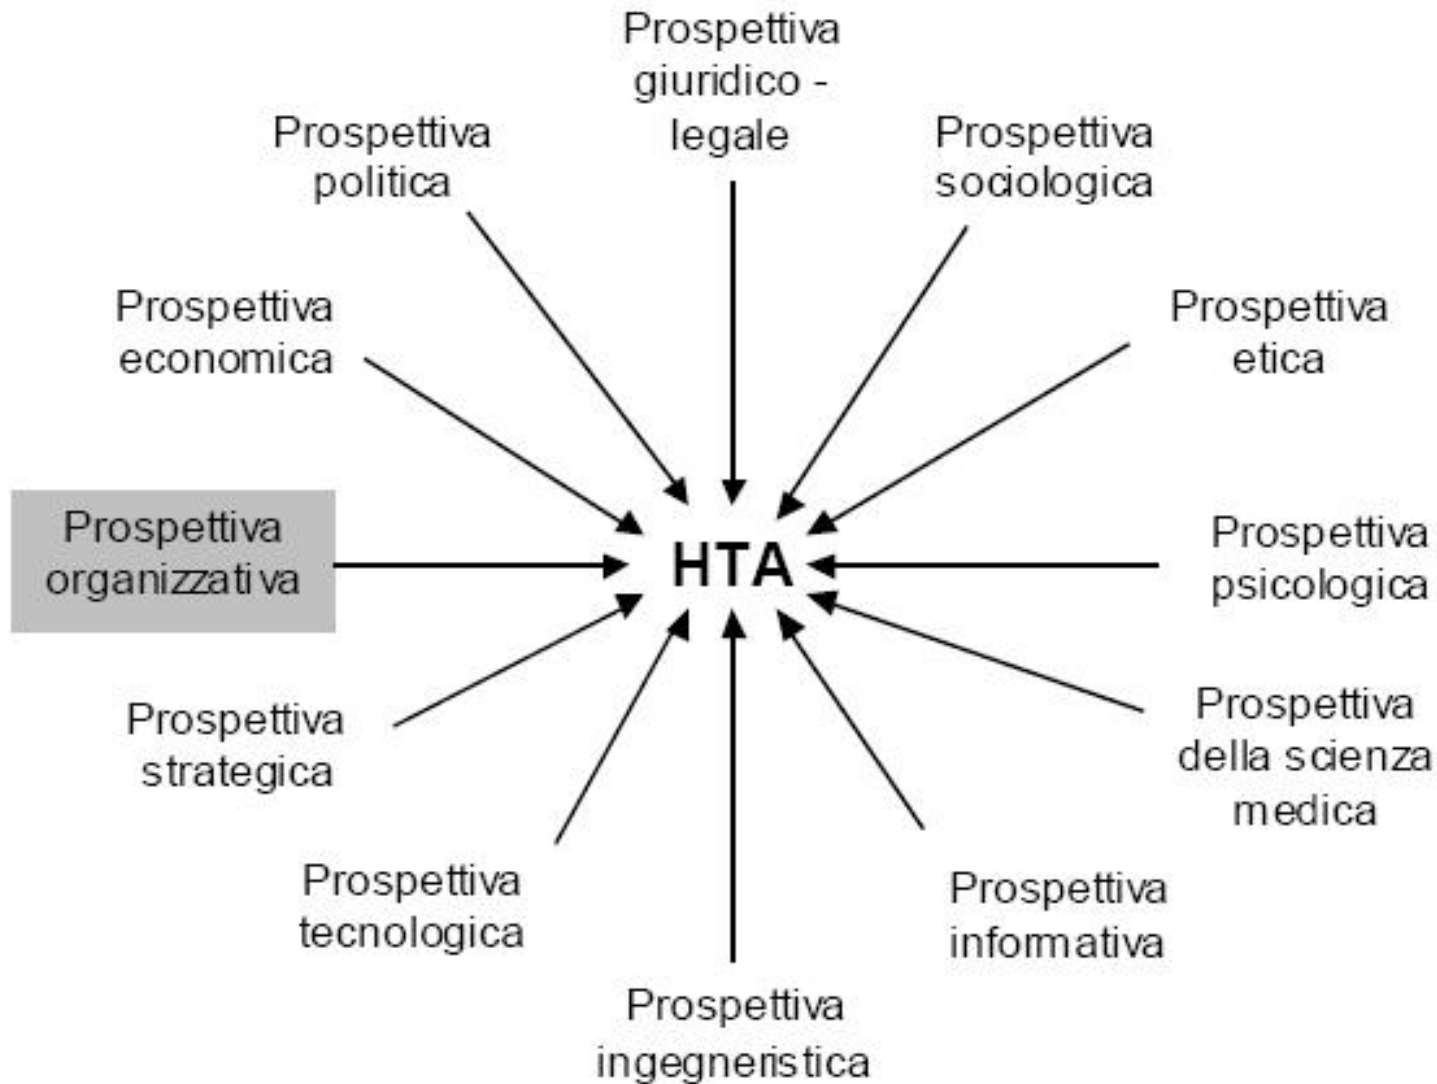 Prospettiva
giuridico -
legale
Prospettiva
politica
Prospettiva
sociologica
Prospettiva
economica
Prospettiva
etica
Prospettiva
organizzativa
HTA
Prospettiva
psicologica
Prospettiva
strategica
Prospettiva
della scienza
medica
Prospettiva
tecnologica
Prospettiva
informativa
Prospettiva
ingegneristica